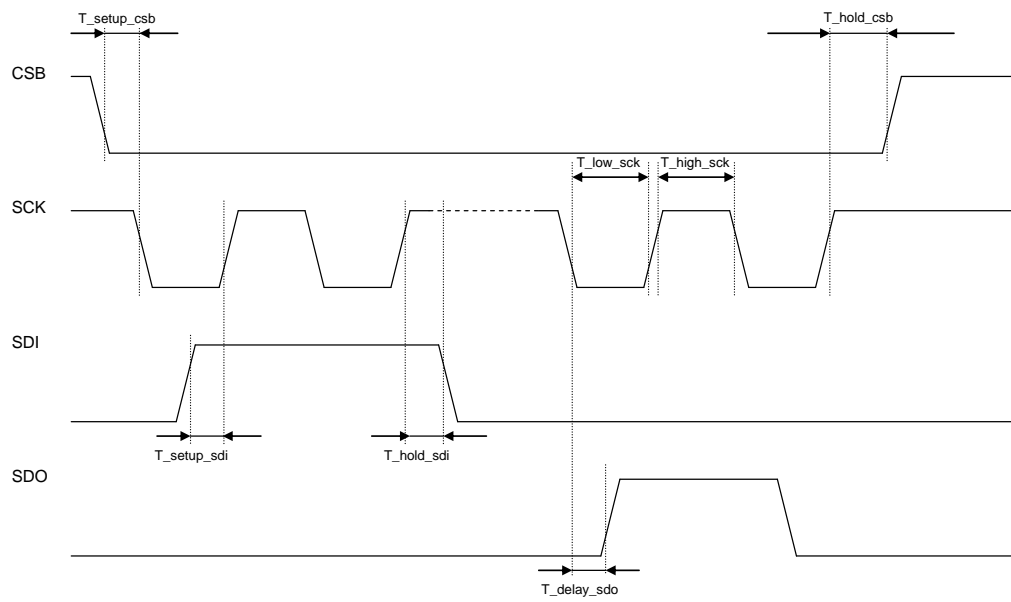 T_setup_csb
T_hold_csb
CSB
T_low_sck
T_high_sck
SCK
SDI
T_setup_sdi
T_hold_sdi
SDO
T_delay_sdo